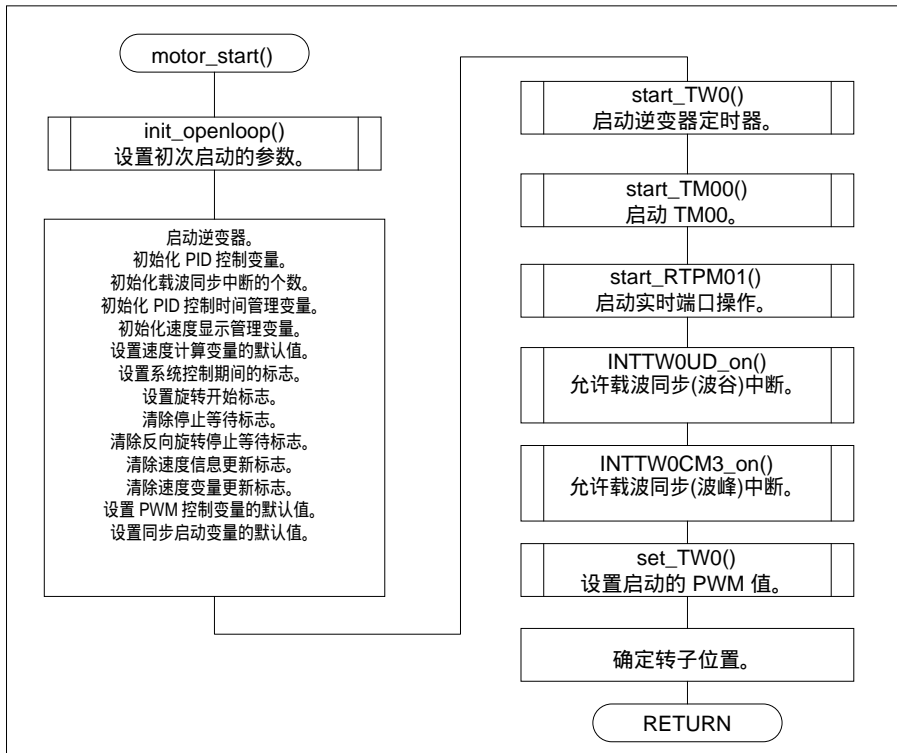 motor_start()
init_openloop()
设置初次启动的参数。
启动逆变器。
初始化 PID 控制变量。
初始化载波同步中断的个数。
初始化 PID 控制时间管理变量。
初始化速度显示管理变量。
设置速度计算变量的默认值。
设置系统控制期间的标志。
设置旋转开始标志。
清除停止等待标志。
清除反向旋转停止等待标志。
清除速度信息更新标志。
清除速度变量更新标志。
设置 PWM 控制变量的默认值。
设置同步启动变量的默认值。
start_TW0()
启动逆变器定时器。
start_TM00()
启动 TM00。
start_RTPM01()
启动实时端口操作。
INTTW0UD_on()
允许载波同步(波谷)中断。
INTTW0CM3_on()
允许载波同步(波峰)中断。
set_TW0()
设置启动的 PWM 值。
确定转子位置。
RETURN